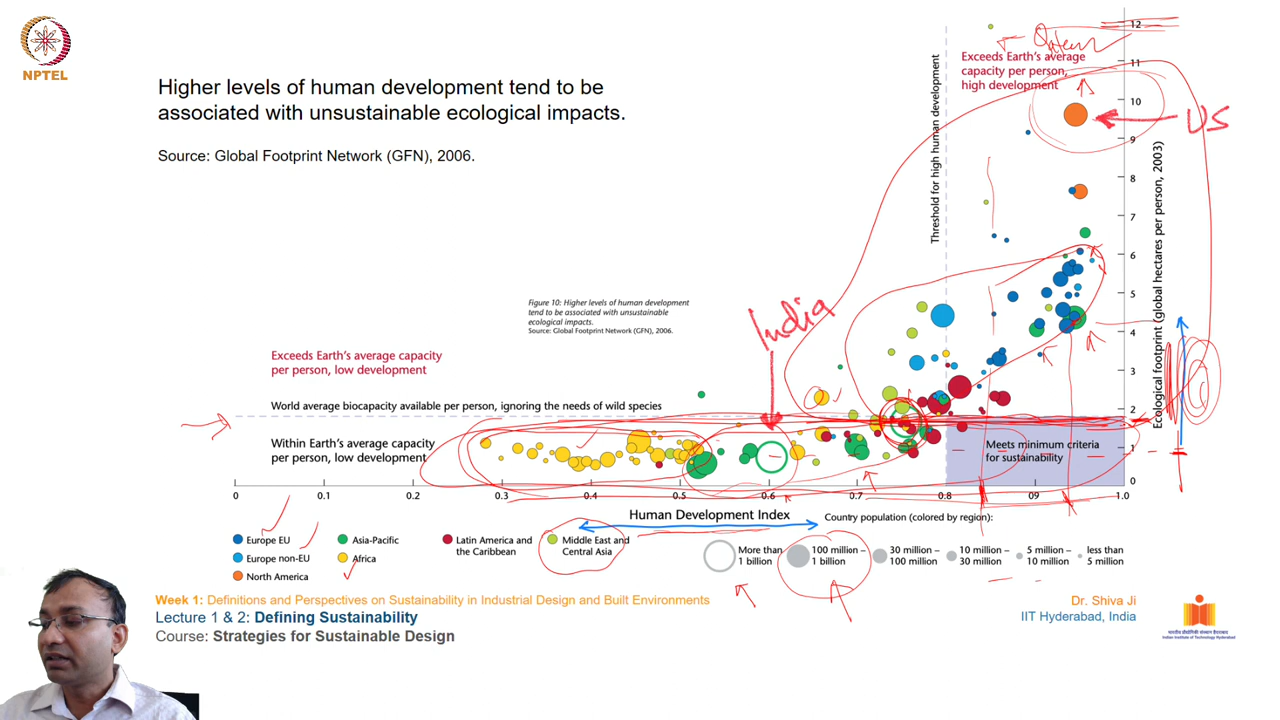 NPTEL
Higher levels of human development tend to be
associated with unsustainable ecological impacts.
Source: Global Footprint Network (GFN), 2006.
Exceeds Earth's average
capacity per person,
high development
US
Threshold for high human development
Ecological footprint (global hectares per person, 2003)
12
11
10
9
8
7
6
5
4
3
2
1
0
India
Figure 10: Higher levels of human development
tend to be associated with unsustainable
ecological impacts.
Source: Global Footprint Network (GFN), 2006.
Exceeds Earth's average capacity
per person, low development
World average biocapacity available per person, ignoring the needs of wild species
Within Earth's average capacity
per person, low development
Meets minimum criteria
for sustainability
0 0.1 0.2 0.3 0.4 0.5 0.6 0.7 0.8 09 1.0
Human Development Index
Country population (colored by region):
Europe EU
Europe non-EU
North America
Asia-Pacific
Africa
Latin America and
the Caribbean
Middle East and
Central Asia
More than
1 billion
100 million –
1 billion
30 million –
100 million
10 million –
30 million
5 million –
10 million
less than
5 million
Week 1: Definitions and Perspectives on Sustainability in Industrial Design and Built Environments
Lecture 1 & 2: Defining Sustainability
Course: Strategies for Sustainable Design
Dr. Shiva Ji
IIT Hyderabad, India
Indian Institute of Technology Hyderabad